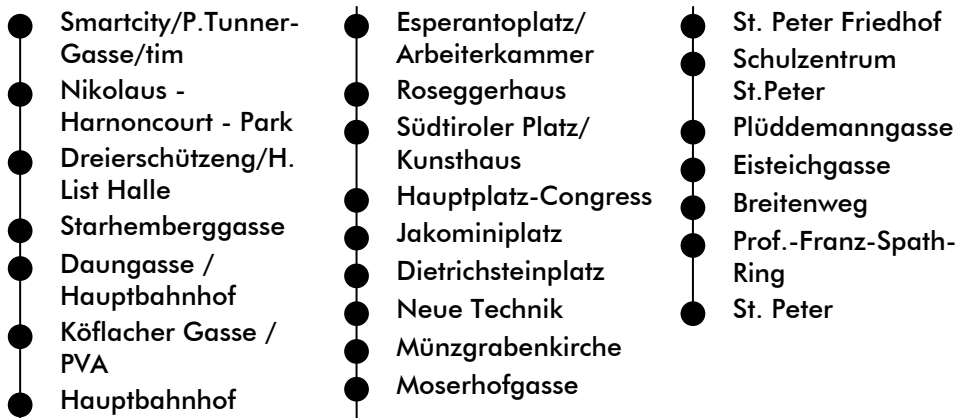 Smartcity/P.Tunner-
Gasse/tim
Nikolaus -
Harnoncourt - Park
Dreierschützeng/H.
List Halle
Starhemberggasse
Daungasse /
Hauptbahnhof
Köflacher Gasse /
PVA
Hauptbahnhof
Esperantoplatz/
Arbeiterkammer
Roseggerhaus
Südtiroler Platz/
Kunsthaus
Hauptplatz-Congress
Jakominiplatz
Dietrichsteinplatz
Neue Technik
Münzgrabenkirche
Moserhofgasse
St. Peter Friedhof
Schulzentrum
St.Peter
Plüddemanngasse
Eisteichgasse
Breitenweg
Prof.-Franz-Spath-
Ring
St. Peter